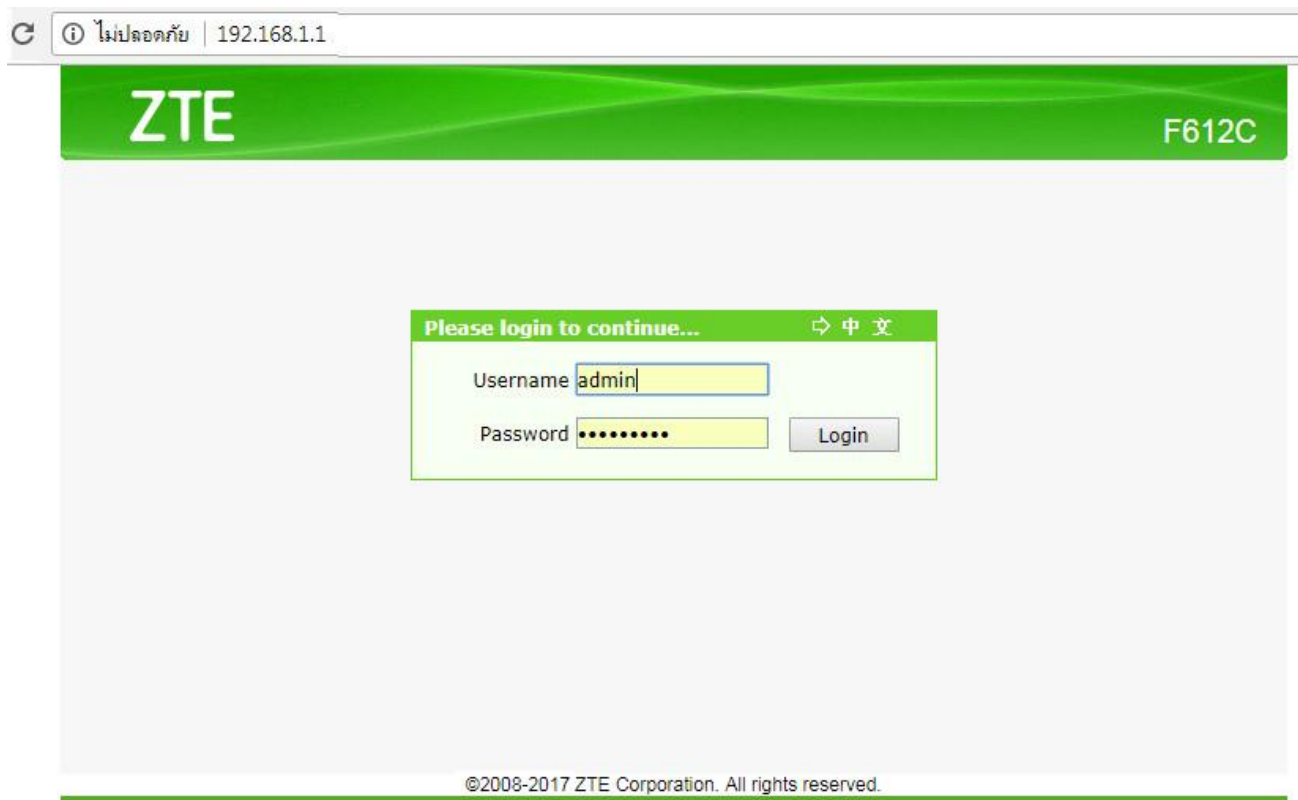 ไม่ปลอดภัย | 192.168.1.1
ZTE
F612C
Please login to continue... 中 文
Username admin
Password •••••••••
Login
©2008-2017 ZTE Corporation. All rights reserved.